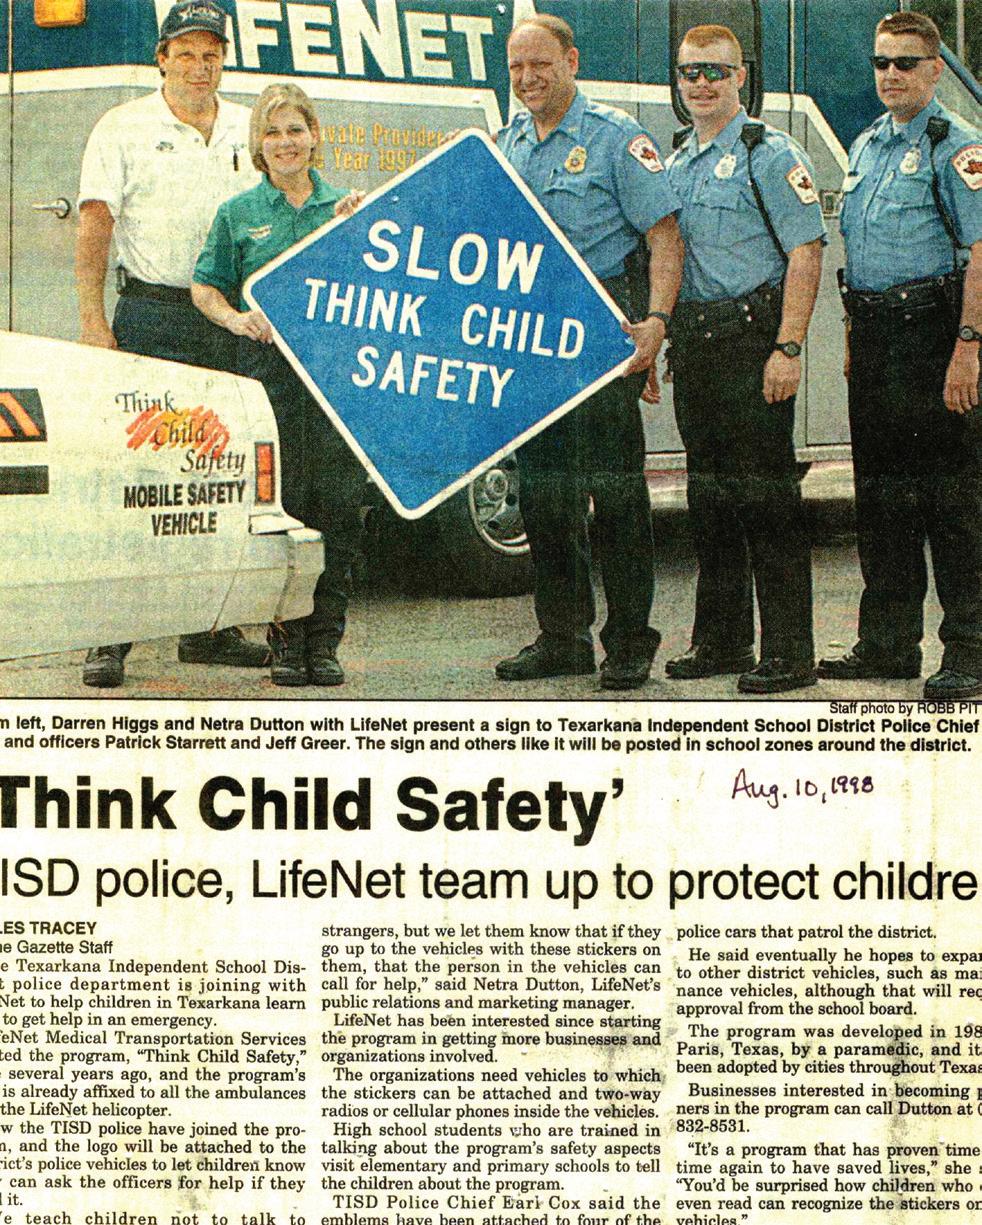 LIFENET
Private Provider
Year 1997
SLOW
THINK CHILD
SAFETY
Think
Child
Safety
MOBILE SAFETY
VEHICLE
POLICE
Staff photo by ROBB PIT
m left, Darren Higgs and Netra Dutton with LifeNet present a sign to Texarkana Independent School District Police Chief
and officers Patrick Starrett and Jeff Greer. The sign and others like it will be posted in school zones around the district.
Think Child Safety’
Aug. 10, 1998
ISD police, LifeNet team up to protect childre
LES TRACEY
ne Gazette Staff
e Texarkana Independent School Dis-
t police department is joining with
Net to help children in Texarkana learn
to get help in an emergency.
feNet Medical Transportation Services
ted the program, “Think Child Safety,”
several years ago, and the program’s
is already affixed to all the ambulances
the LifeNet helicopter.
w the TISD police have joined the pro-
m, and the logo will be attached to the
rict’s police vehicles to let children know
can ask the officers for help if they
d it.
e teach children not to talk to
strangers, but we let them know that if they
go up to the vehicles with these stickers on
them, that the person in the vehicles can
call for help,” said Netra Dutton, LifeNet’s
public relations and marketing manager.
LifeNet has been interested since starting
the program in getting more businesses and
organizations involved.
The organizations need vehicles to which
the stickers can be attached and two-way
radios or cellular phones inside the vehicles.
High school students who are trained in
talking about the program’s safety aspects
visit elementary and primary schools to tell
the children about the program.
TISD Police Chief Earl Cox said the
emblems have been attached to four of the
police cars that patrol the district.
He said eventually he hopes to expan
to other district vehicles, such as mai
nance vehicles, although that will req
approval from the school board.
The program was developed in 198
Paris, Texas, by a paramedic, and it
been adopted by cities throughout Texas
Businesses interested in becoming p
ners in the program can call Dutton at
832-8531.
“It’s a program that has proven time
time again to have saved lives,” she s
“You’d be surprised how children who
even read can recognize the stickers on
vehicles.”